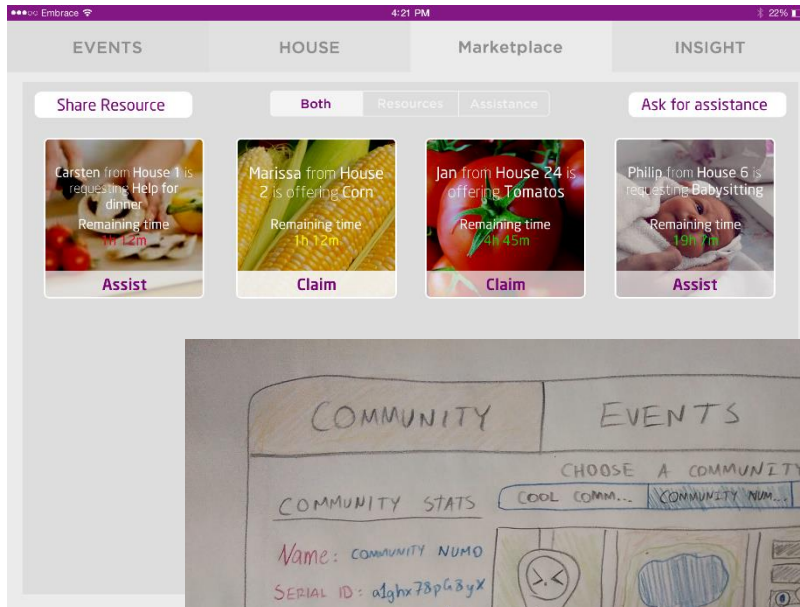 Embrace 4:21 PM 22%
EVENTS HOUSE Marketplace INSIGHT
Share Resource Both Resources Assistance Ask for assistance
Carsten from House 1 is
requesting Help for
dinner
Remaining time
1h 12m
Assist
Marissa from House
2 is offering Corn
Remaining time
1h 12m
Claim
Jan from House 24 is
offering Tomatos
Remaining time
4h 45m
Claim
Philip from House 6 is
requesting Babysitting
Remaining time
19h 7m
Assist
COMMUNITY EVENTS
CHOOSE A COMMUNITY
COMMUNITY STATS COOL COMM... COMMUNITY NUM...
Name: COMMUNITY NUMO
SERIAL ID: a1ghx78pG8yX